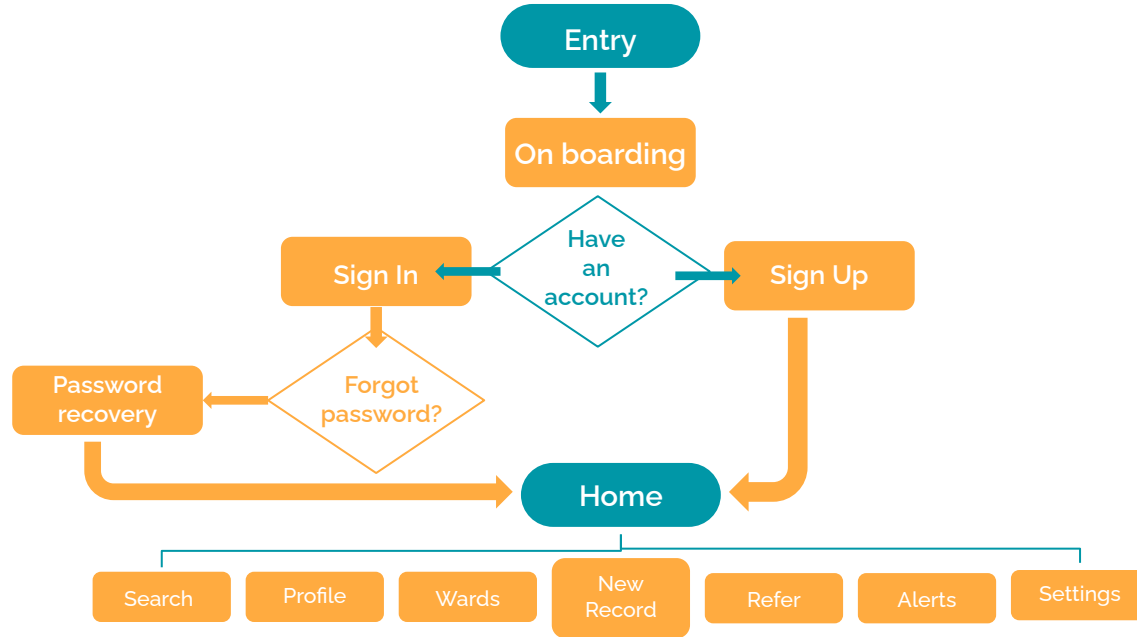 Entry
On boarding
Have
an
account?
Sign In
Sign Up
Password
recovery
Forgot
password?
Home
Search
Profile
Wards
New
Record
Refer
Alerts
Settings